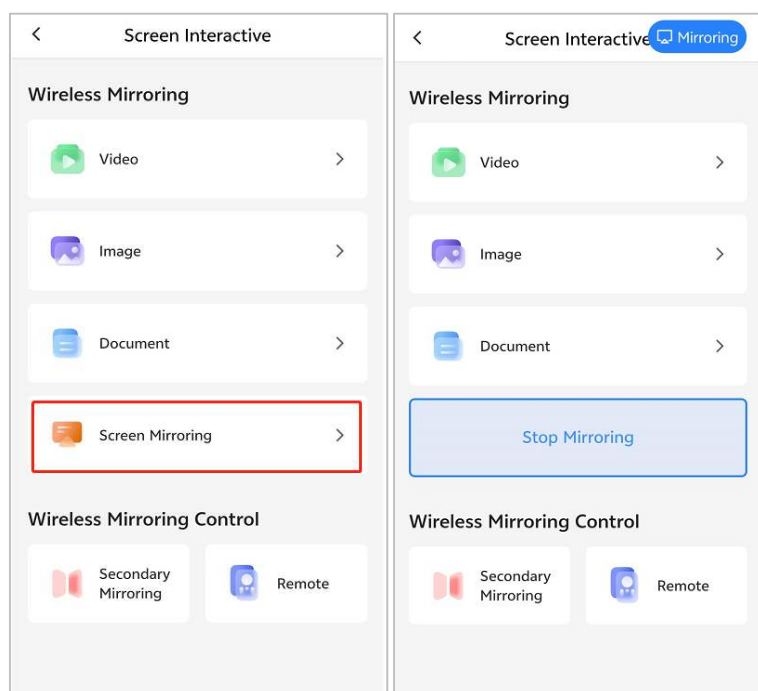 Screen Interactive
Wireless Mirroring
Video
Image
Document
Screen Mirroring
Wireless Mirroring Control
Secondary
Mirroring
Remote
Screen Interactive
Mirroring
Wireless Mirroring
Video
Image
Document
Stop Mirroring
Wireless Mirroring Control
Secondary
Mirroring
Remote